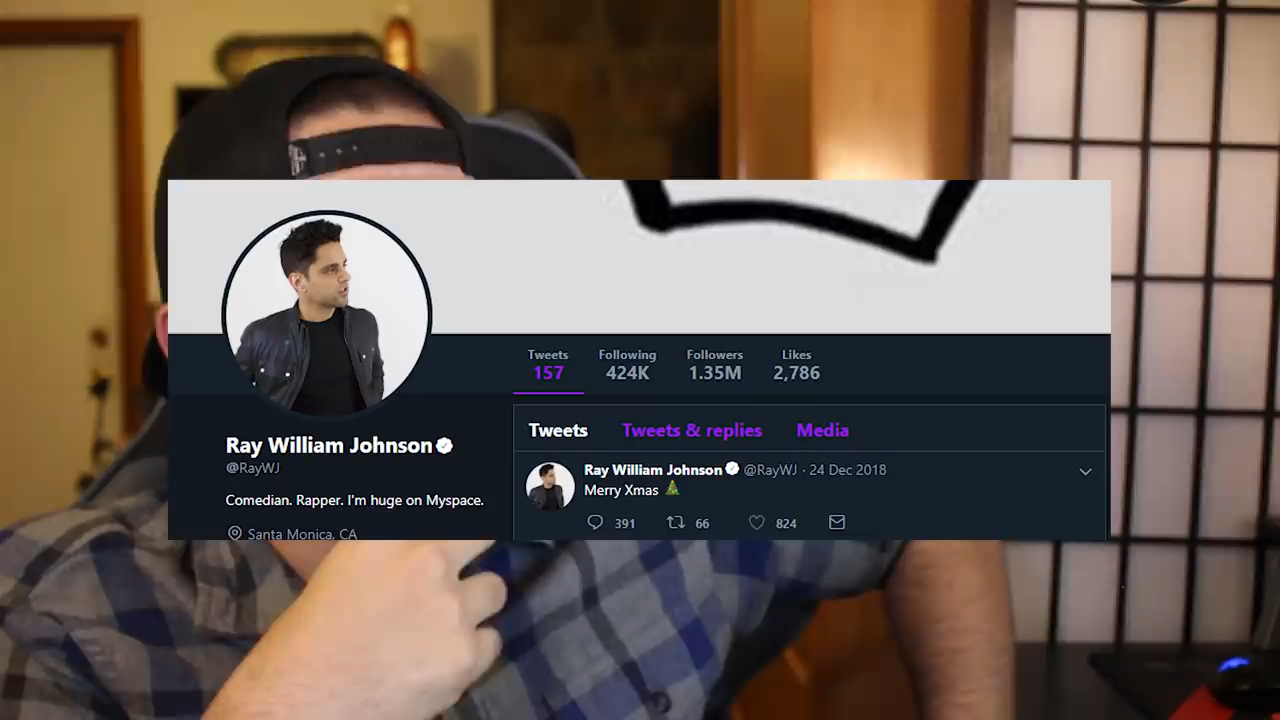 Tweets Following Followers Likes
157 424K 1.35M 2,786
Tweets Tweets & replies Media
Ray William Johnson
@RayWJ
Comedian. Rapper. I'm huge on Myspace.
Santa Monica, CA
Ray William Johnson @RayWJ · 24 Dec 2018
Merry Xmas 🎄
391 66 824